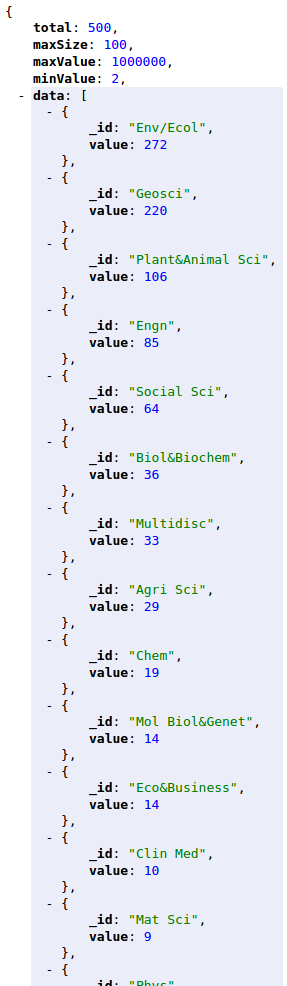 {
total: 500,
maxSize: 100,
maxValue: 1000000,
minValue: 2,
- data: [
- {
_id: "Env/Ecol",
value: 272
},
- {
_id: "Geosci",
value: 220
},
- {
_id: "Plant&Animal Sci",
value: 106
},
- {
_id: "Engn",
value: 85
},
- {
_id: "Social Sci",
value: 64
},
- {
_id: "Biol&Biochem",
value: 36
},
- {
_id: "Multidisc",
value: 33
},
- {
_id: "Agri Sci",
value: 29
},
- {
_id: "Chem",
value: 19
},
- {
_id: "Mol Biol&Genet",
value: 14
},
- {
_id: "Eco&Business",
value: 14
},
- {
_id: "Clin Med",
value: 10
},
- {
_id: "Mat Sci",
value: 9
},
- {
_id: "Phys"